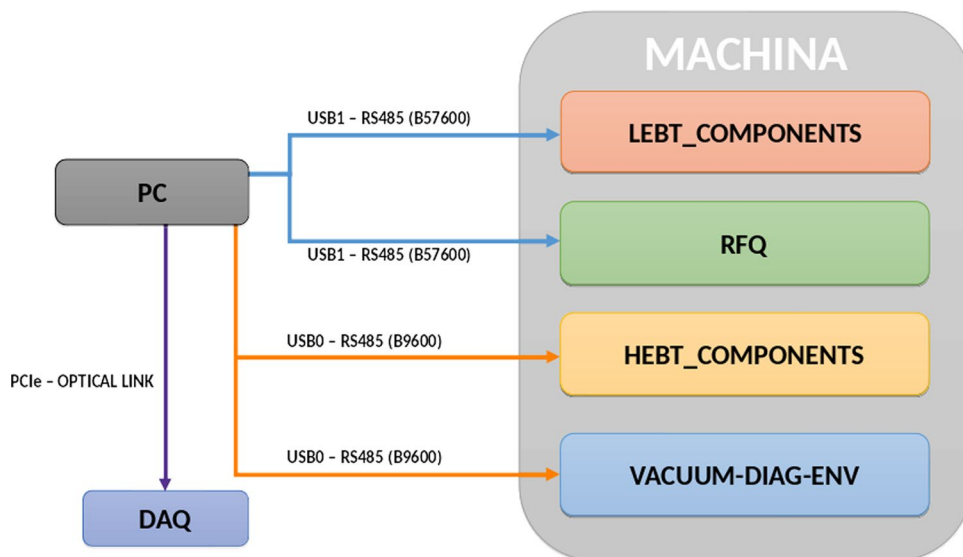 MACHINA
USB1 – RS485 (B57600)
LEBT_COMPONENTS
PC
RFQ
USB1 – RS485 (B57600)
USB0 – RS485 (B9600)
HEBT_COMPONENTS
PCIe – OPTICAL LINK
USB0 – RS485 (B9600)
VACUUM-DIAG-ENV
DAQ